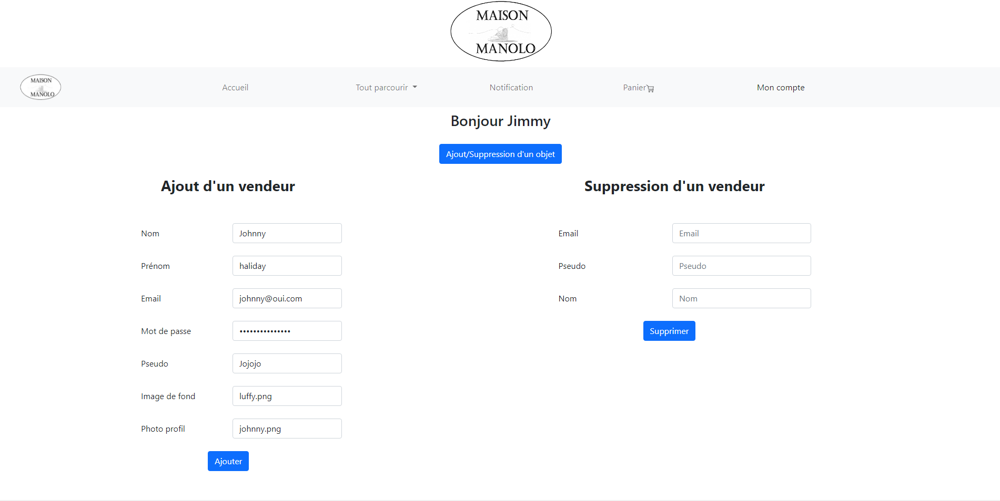 MAISON
MANOLO
MAISON
MANOLO
Accueil
Tout parcourir
Notification
Panier
Mon compte
Bonjour Jimmy
Ajout/Suppression d'un objet
Ajout d'un vendeur
Nom
Johnny
Prénom
haliday
Email
johnny@oui.com
Mot de passe
•••••••••••••••
Pseudo
Jojojo
Image de fond
luffy.png
Photo profil
johnny.png
Ajouter
Suppression d'un vendeur
Email
Email
Pseudo
Pseudo
Nom
Nom
Supprimer